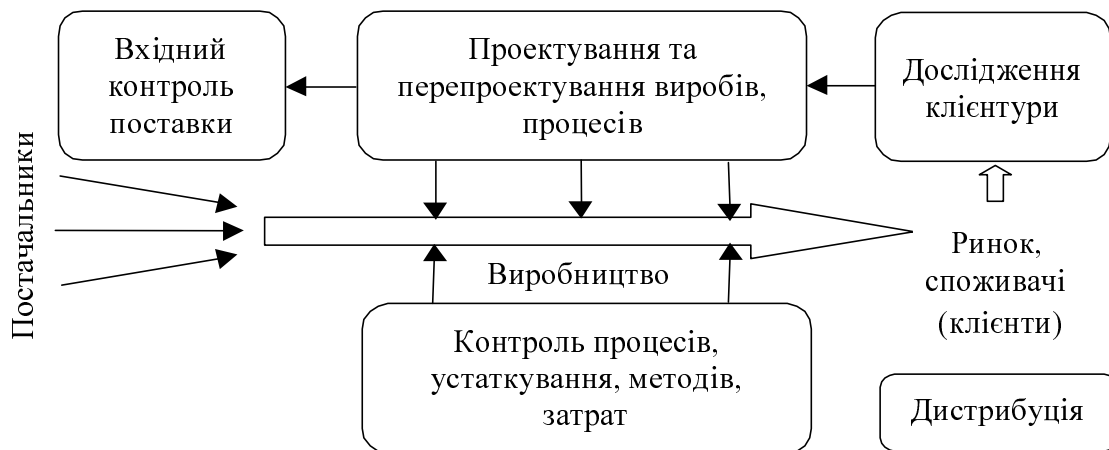 Вхідний
контроль
поставки
Проектування та
перепроектування виробів,
процесів
Дослідження
клієнтури
Постачальники
Виробництво
Ринок,
споживачі
(клієнти)
Контроль процесів,
устаткування, методів,
затрат
Дистрибуція